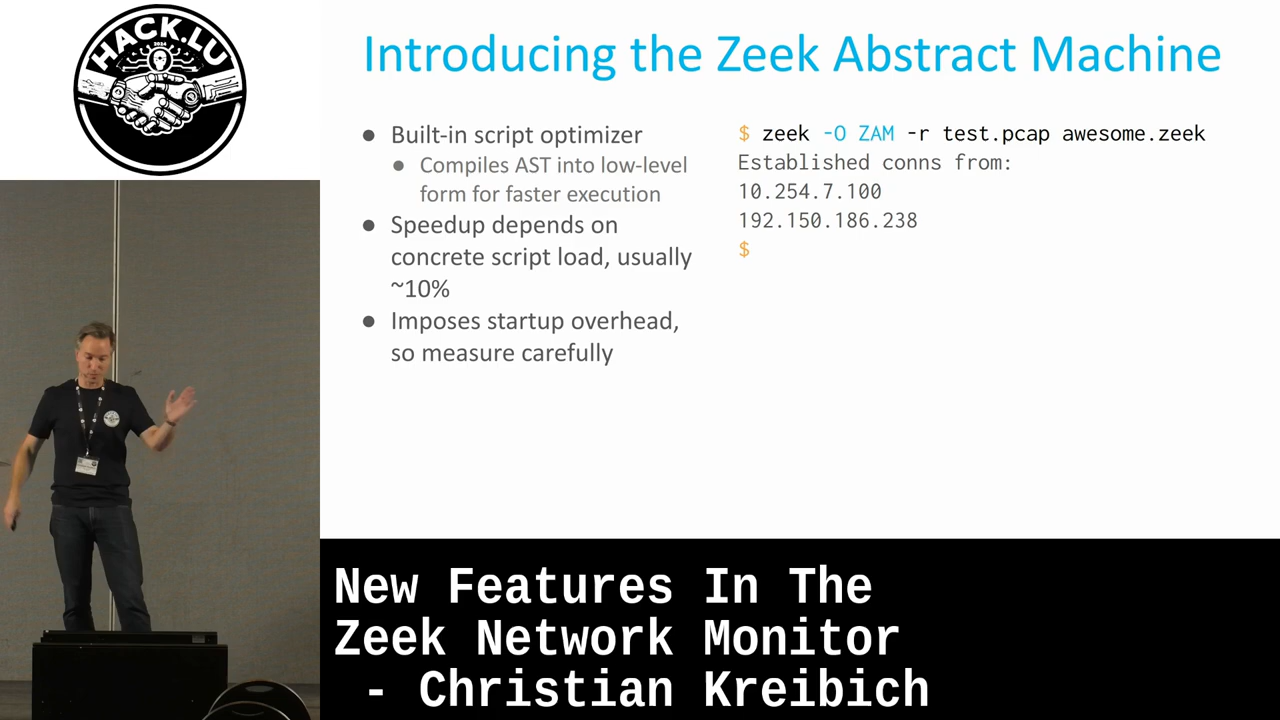 HACK.LU
2024
Introducing the Zeek Abstract Machine
● Built-in script optimizer
● Compiles AST into low-level
form for faster execution
● Speedup depends on
concrete script load, usually
~10%
● Imposes startup overhead,
so measure carefully
$ zeek -O ZAM -r test.pcap awesome.zeek
Established conns from:
10.254.7.100
192.150.186.238
$
New Features In The
Zeek Network Monitor
- Christian Kreibich